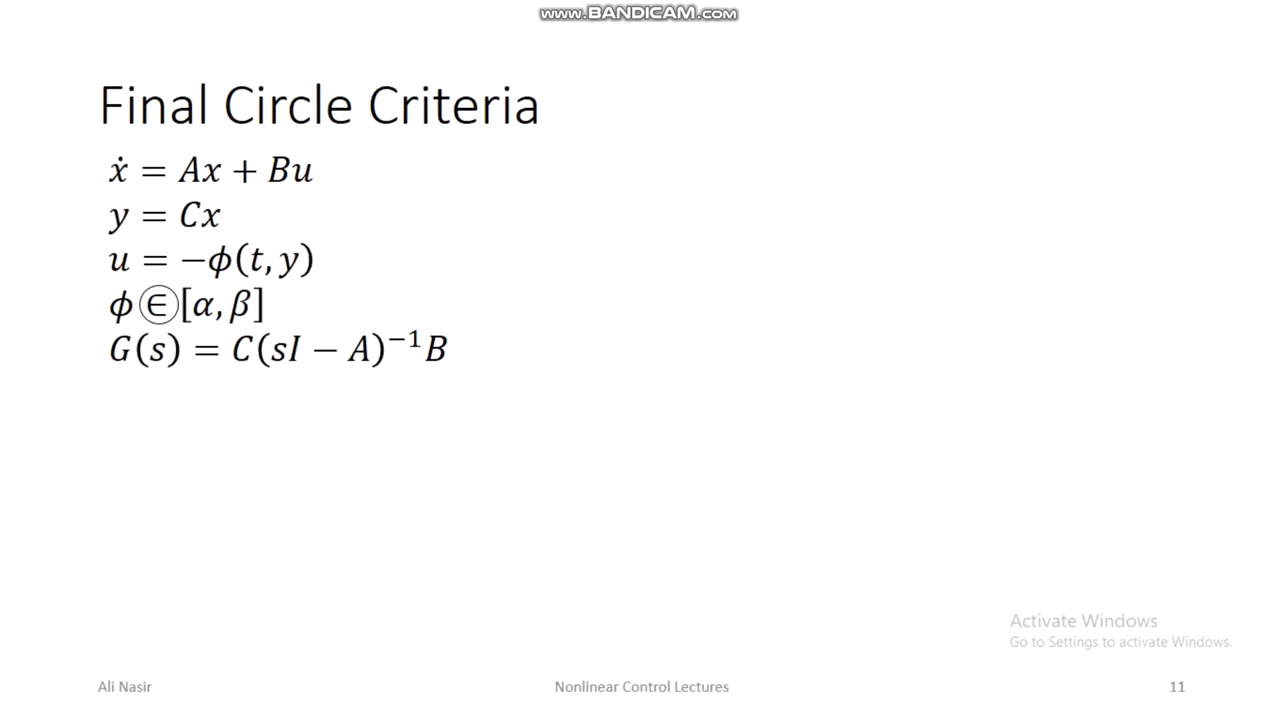 www.BANDICAM.com
Final Circle Criteria
ẋ = Ax + Bu
y = Cx
u = −ϕ(t, y)
ϕ ∈ [α, β]
G(s) = C(sI − A)⁻¹B
Activate Windows
Go to Settings to activate Windows.
Ali Nasir
Nonlinear Control Lectures
11